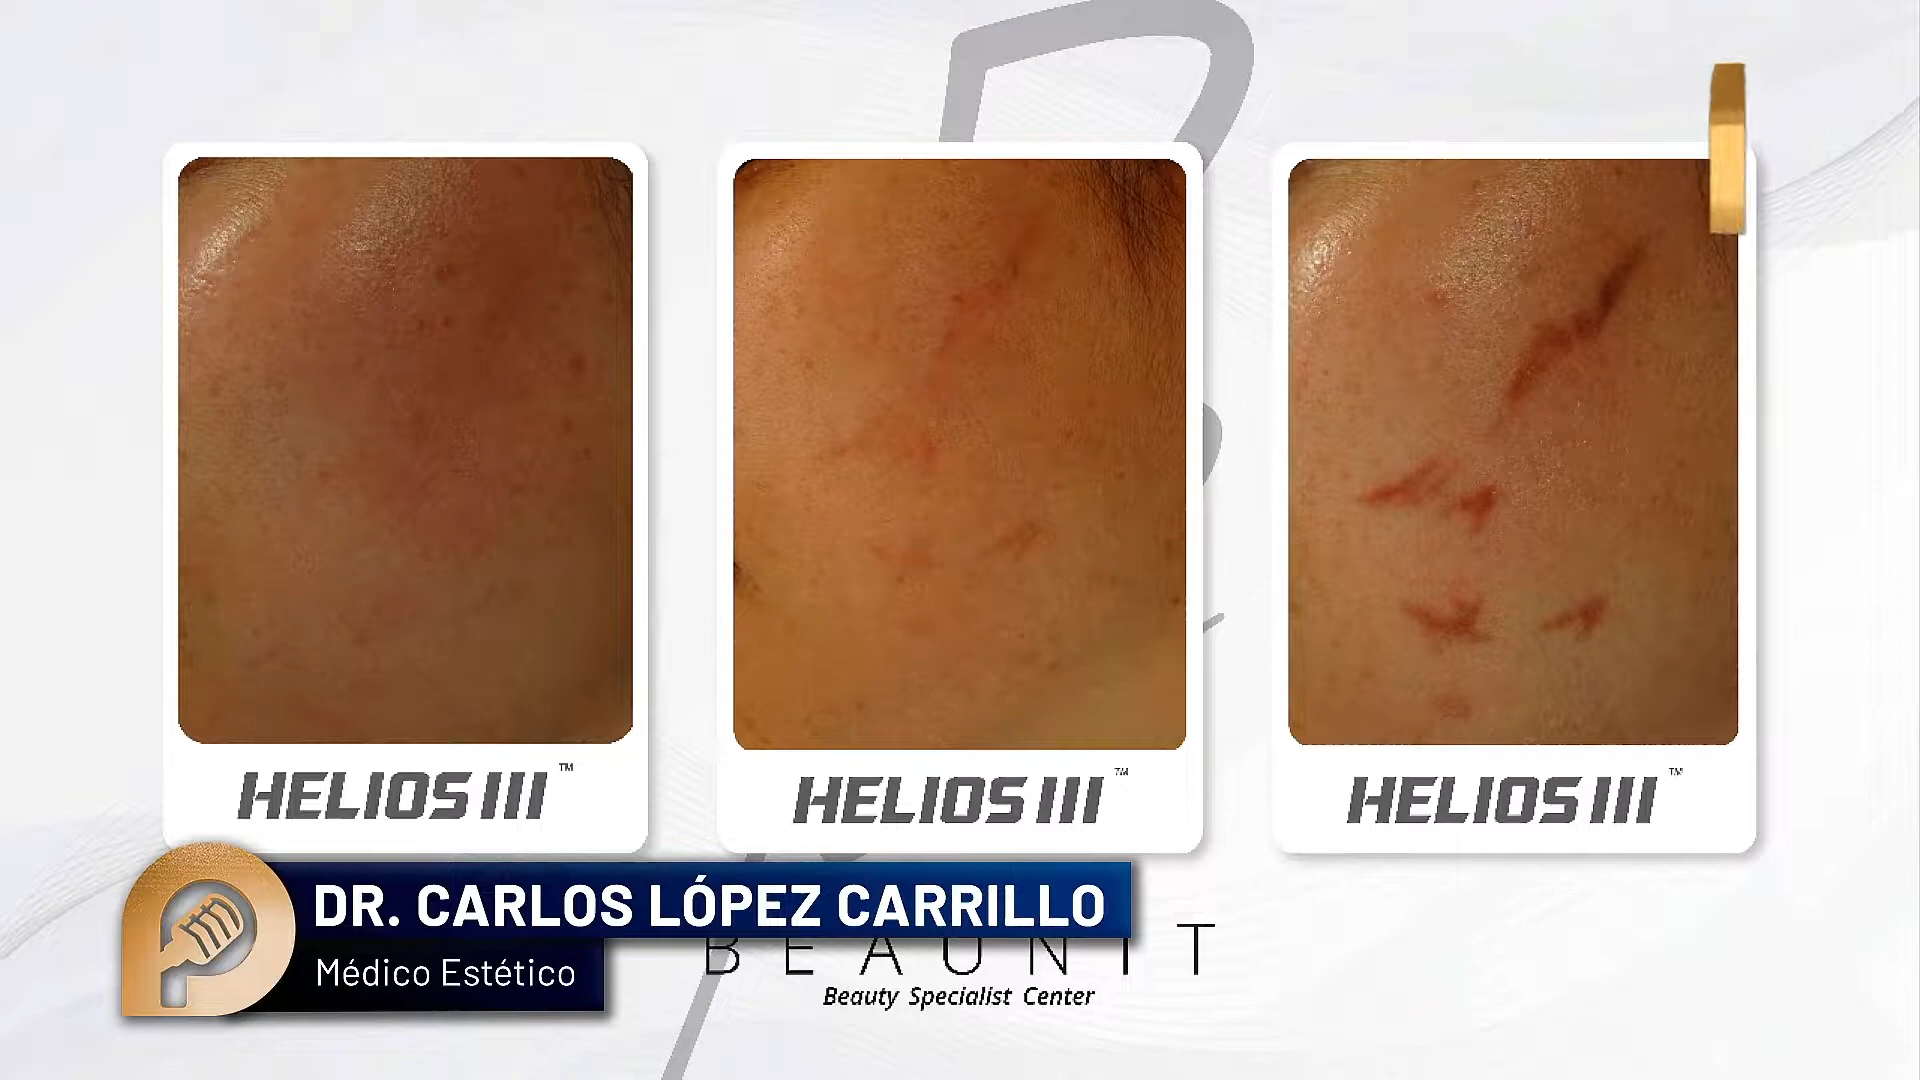 HELIOS III™
HELIOS III™
HELIOS III™
DR. CARLOS LÓPEZ CARRILLO
Médico Estético
BEAUNIT
Beauty Specialist Center